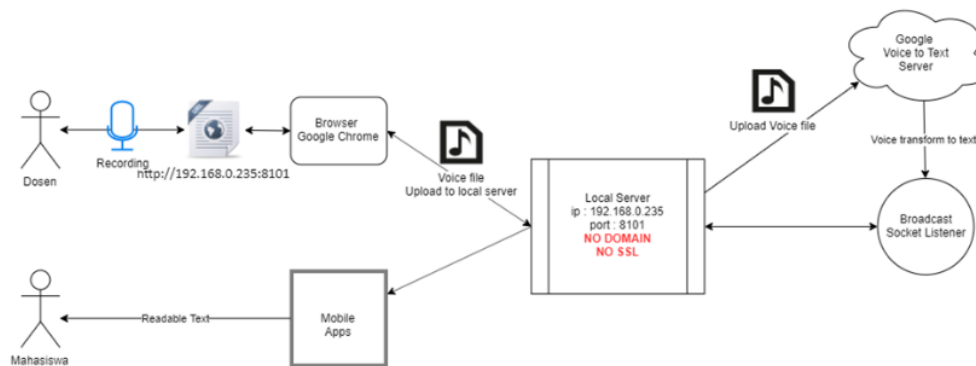 Google
Voice to Text
Server
Upload Voice file
Voice transform to text
Browser
Google Chrome
Recording
http://192.168.0.235:8101
Dosen
Voice file
Upload to local server
Local Server
ip : 192.168.0.235
port : 8101
NO DOMAIN
NO SSL
Broadcast
Socket Listener
Readable Text
Mobile
Apps
Mahasiswa